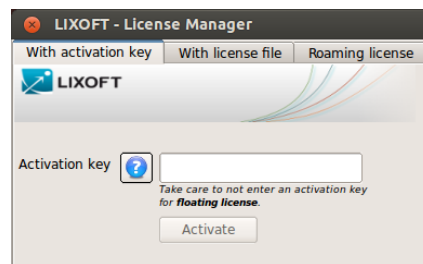 LIXOFT - License Manager
With activation key
With license file
Roaming license
LIXOFT
Activation key
?
Take care to not enter an activation key
for floating license.
Activate